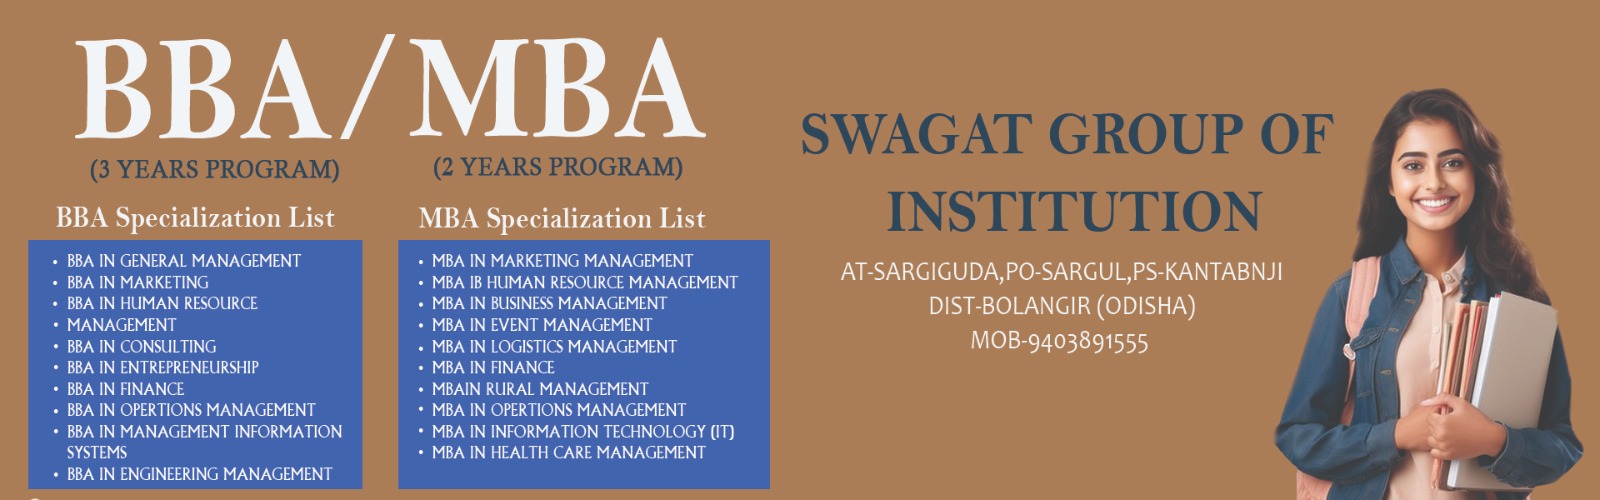 BBA/MBA
(3 YEARS PROGRAM)
(2 YEARS PROGRAM)
BBA Specialization List
• BBA IN GENERAL MANAGEMENT
• BBA IN MARKETING
• BBA IN HUMAN RESOURCE
• MANAGEMENT
• BBA IN CONSULTING
• BBA IN ENTREPRENEURSHIP
• BBA IN FINANCE
• BBA IN OPERTIONS MANAGEMENT
• BBA IN MANAGEMENT INFORMATION
SYSTEMS
• BBA IN ENGINEERING MANAGEMENT
MBA Specialization List
• MBA IN MARKETING MANAGEMENT
• MBA IB HUMAN RESOURCE MANAGEMENT
• MBA IN BUSINESS MANAGEMENT
• MBA IN EVENT MANAGEMENT
• MBA IN LOGISTICS MANAGEMENT
• MBA IN FINANCE
• MBAIN RURAL MANAGEMENT
• MBA IN OPERTIONS MANAGEMENT
• MBA IN INFORMATION TECHNOLOGY (IT)
• MBA IN HEALTH CARE MANAGEMENT
SWAGAT GROUP OF
INSTITUTION
AT-SARGIGUDA,PO-SARGUL,PS-KANTABNJI
DIST-BOLANGIR (ODISHA)
MOB-9403891555